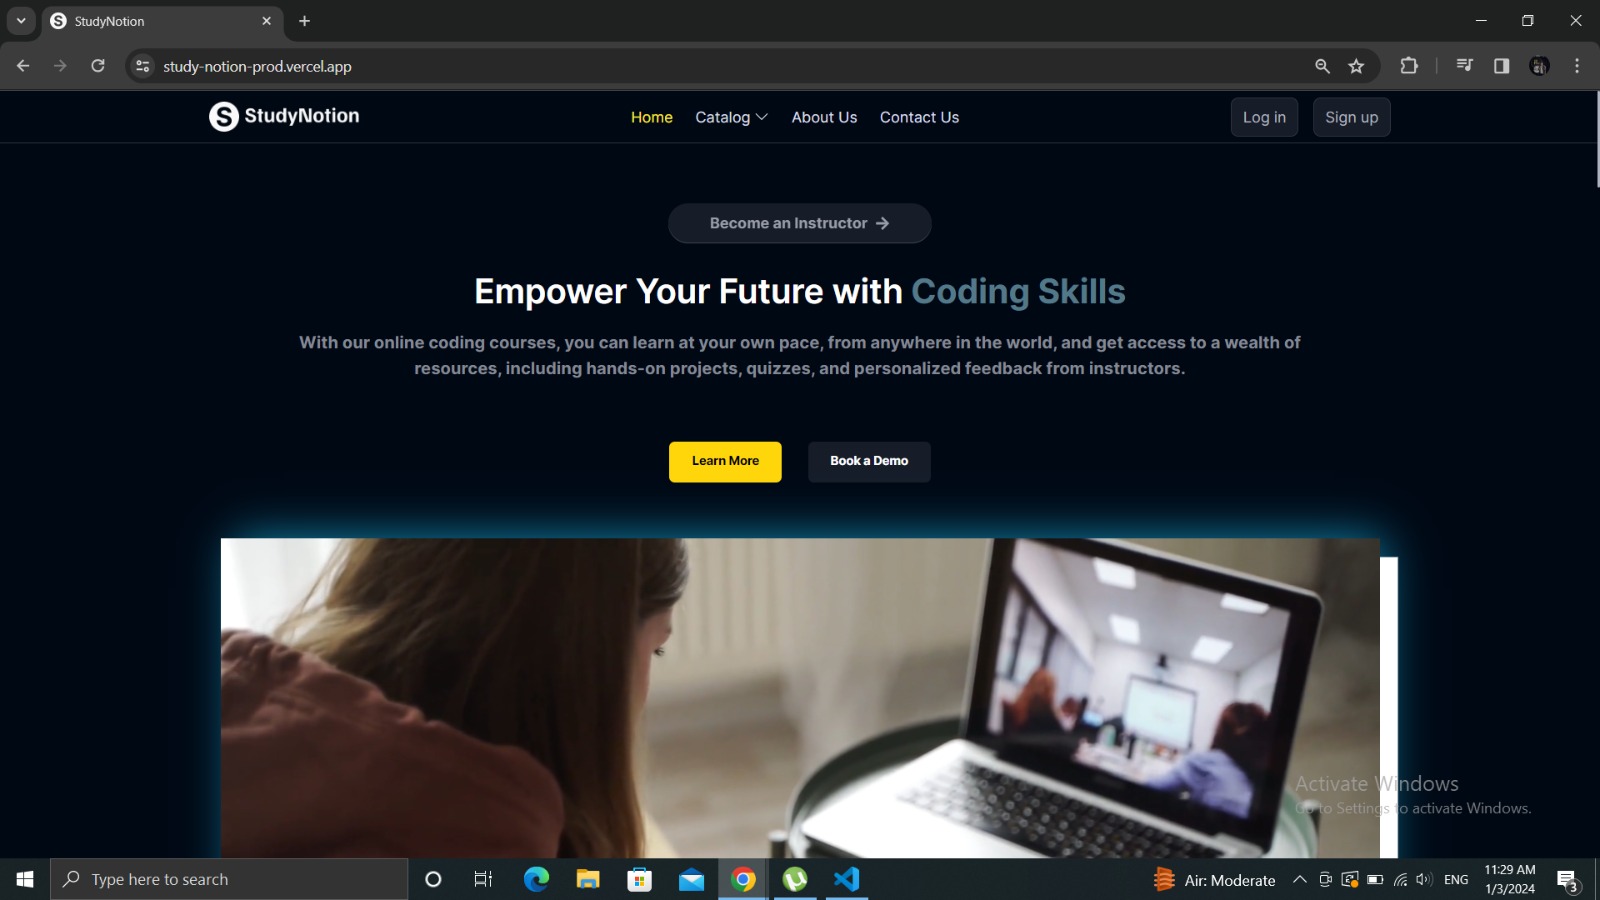 StudyNotion
study-notion-prod.vercel.app
StudyNotion
Home
Catalog
About Us
Contact Us
Log in
Sign up
Become an Instructor
Empower Your Future with Coding Skills
With our online coding courses, you can learn at your own pace, from anywhere in the world, and get access to a wealth of
resources, including hands-on projects, quizzes, and personalized feedback from instructors.
Learn More
Book a Demo
Activate Windows
Go to Settings to activate Windows.
Type here to search
Air: Moderate
ENG
11:29 AM
1/3/2024
3